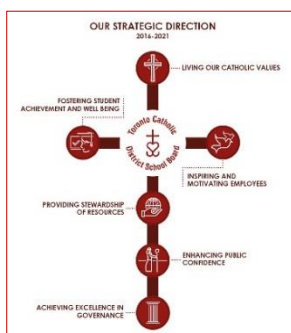 OUR STRATEGIC DIRECTION
2016-2021
LIVING OUR CATHOLIC VALUES
FOSTERING STUDENT
ACHIEVEMENT AND WELL BEING
Toronto Catholic
District School Board
INSPIRING AND
MOTIVATING EMPLOYEES
PROVIDING STEWARDSHIP
OF RESOURCES
ENHANCING PUBLIC
CONFIDENCE
ACHIEVING EXCELLENCE IN
GOVERNANCE